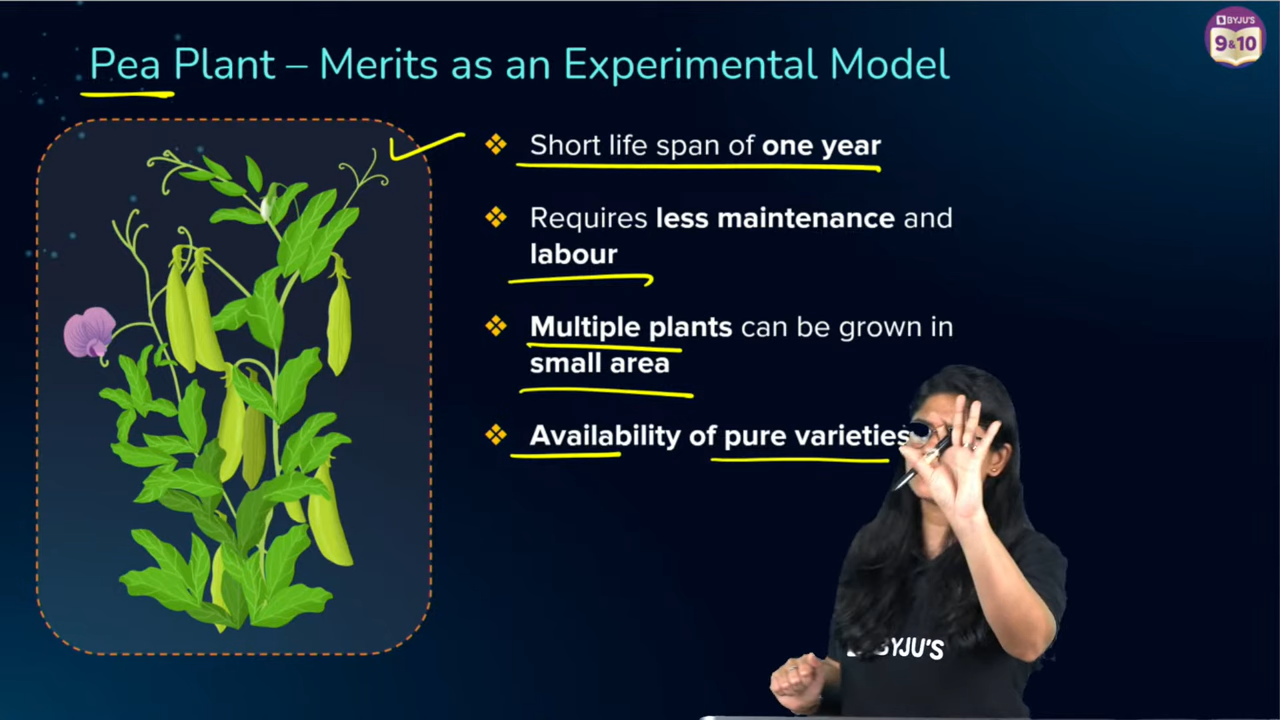 BYJU'S
9&10
Pea Plant – Merits as an Experimental Model
Short life span of one year
Requires less maintenance and
labour
Multiple plants can be grown in
small area
Availability of pure varieties
BYJU'S